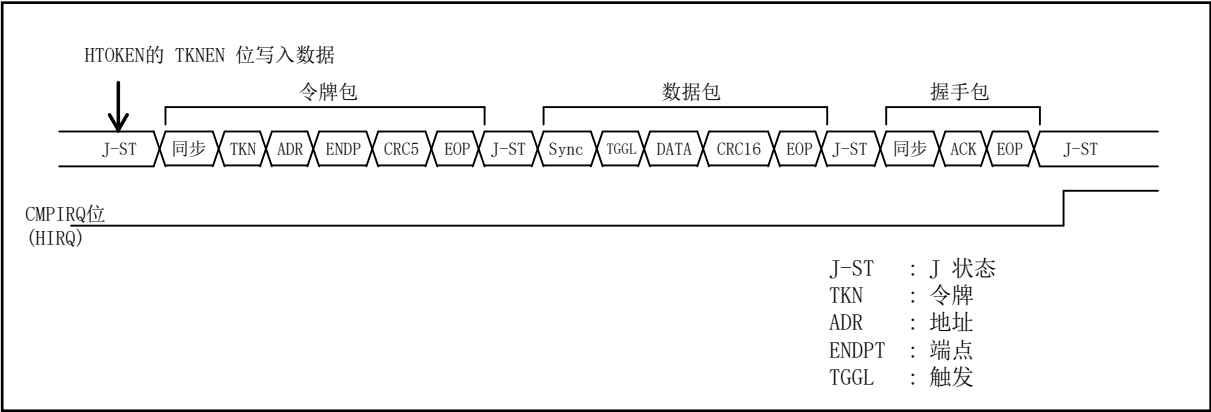 HTOKEN的 TKNEN 位写入数据
令牌包 数据包 握手包
J-ST 同步 TKN ADR ENDP CRC5 EOP J-ST Sync TGGL DATA CRC16 EOP J-ST 同步 ACK EOP J-ST
CMPIRQ位
(HIRQ)
J-ST : J 状态
TKN : 令牌
ADR : 地址
ENDPT : 端点
TGGL : 触发